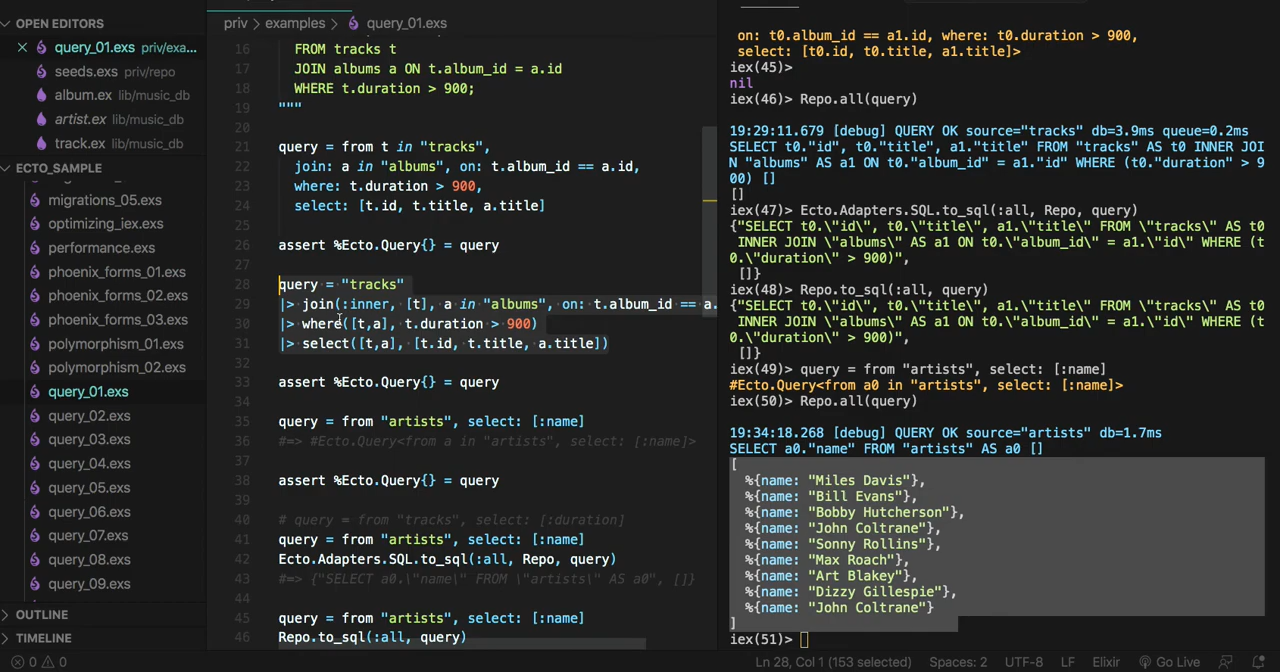 OPEN EDITORS
query_01.exs priv/exa...
seeds.exs priv/repo
album.ex lib/music_db
artist.ex lib/music_db
track.ex lib/music_db
ECTO_SAMPLE
migrations_05.exs
optimizing_iex.exs
performance.exs
phoenix_forms_01.exs
phoenix_forms_02.exs
phoenix_forms_03.exs
polymorphism_01.exs
polymorphism_02.exs
query_01.exs
query_02.exs
query_03.exs
query_04.exs
query_05.exs
query_06.exs
query_07.exs
query_08.exs
query_09.exs
OUTLINE
TIMELINE
priv > examples > query_01.exs
16 FROM tracks t
17 JOIN albums a ON t.album_id = a.id
18 WHERE t.duration > 900;
19 """
20
21 query = from t in "tracks",
22 join: a in "albums", on: t.album_id == a.id,
23 where: t.duration > 900,
24 select: [t.id, t.title, a.title]
25
26 assert %Ecto.Query{} = query
27
28 query = "tracks"
29 |> join(:inner, [t], a in "albums", on: t.album_id == a.
30 |> where([t,a], t.duration > 900)
31 |> select([t,a], [t.id, t.title, a.title])
32
33 assert %Ecto.Query{} = query
34
35 query = from "artists", select: [:name]
36 #=> #Ecto.Query<from a in "artists", select: [:name]>
37
38 assert %Ecto.Query{} = query
39
40 # query = from "tracks", select: [:duration]
41 query = from "artists", select: [:name]
42 Ecto.Adapters.SQL.to_sql(:all, Repo, query)
43 #=> {"SELECT a0.\"name\" FROM \"artists\" AS a0", []}
44
45 query = from "artists", select: [:name]
46 Repo.to_sql(:all, query)
on: t0.album_id == a1.id, where: t0.duration > 900,
select: [t0.id, t0.title, a1.title]>
iex(45)>
nil
iex(46)> Repo.all(query)
19:29:11.679 [debug] QUERY OK source="tracks" db=3.9ms queue=0.2ms
SELECT t0."id", t0."title", a1."title" FROM "tracks" AS t0 INNER JOI
N "albums" AS a1 ON t0."album_id" = a1."id" WHERE (t0."duration" > 9
00) []
[]
iex(47)> Ecto.Adapters.SQL.to_sql(:all, Repo, query)
{"SELECT t0.\"id\", t0.\"title\", a1.\"title\" FROM \"tracks\" AS t0
INNER JOIN \"albums\" AS a1 ON t0.\"album_id\" = a1.\"id\" WHERE (t
0.\"duration\" > 900)",
[]}
iex(48)> Repo.to_sql(:all, query)
{"SELECT t0.\"id\", t0.\"title\", a1.\"title\" FROM \"tracks\" AS t0
INNER JOIN \"albums\" AS a1 ON t0.\"album_id\" = a1.\"id\" WHERE (t
0.\"duration\" > 900)",
[]}
iex(49)> query = from "artists", select: [:name]
#Ecto.Query<from a0 in "artists", select: [:name]>
iex(50)> Repo.all(query)
19:34:18.268 [debug] QUERY OK source="artists" db=1.7ms
SELECT a0."name" FROM "artists" AS a0 []
[
%{name: "Miles Davis"},
%{name: "Bill Evans"},
%{name: "Bobby Hutcherson"},
%{name: "John Coltrane"},
%{name: "Sonny Rollins"},
%{name: "Max Roach"},
%{name: "Art Blakey"},
%{name: "Dizzy Gillespie"},
%{name: "John Coltrane"}
]
iex(51)>
0 0 Ln 28, Col 1 (153 selected) Spaces: 2 UTF-8 LF Elixir Go Live